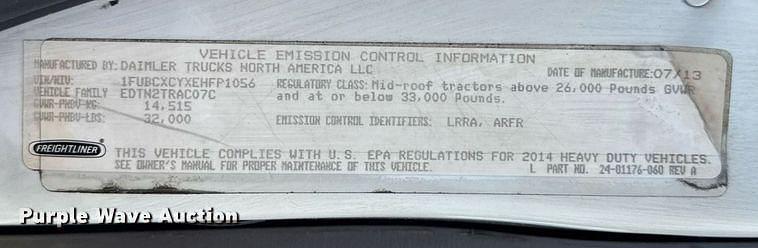 VEHICLE EMISSION CONTROL INFORMATION
MANUFACTURED BY: DAIMLER TRUCKS NORTH AMERICA LLC DATE OF MANUFACTURE: 07/13
VIN/NIV: 1FUBCXCYXEHFP1056 REGULATORY CLASS: Mid-roof tractors above 26,000 Pounds GVWR
VEHICLE FAMILY EDTN2TRAC07C and at or below 33,000 Pounds.
GVWR-PNBV-KG: 14,515
GVWR-PNBV-LBS: 32,000 EMISSION CONTROL IDENTIFIERS: LRRA, ARFR
FREIGHTLINER THIS VEHICLE COMPLIES WITH U.S. EPA REGULATIONS FOR 2014 HEAVY DUTY VEHICLES.
SEE OWNER'S MANUAL FOR PROPER MAINTENANCE OF THIS VEHICLE. L PART NO. 24-01176-060 REV A
Purple Wave Auction